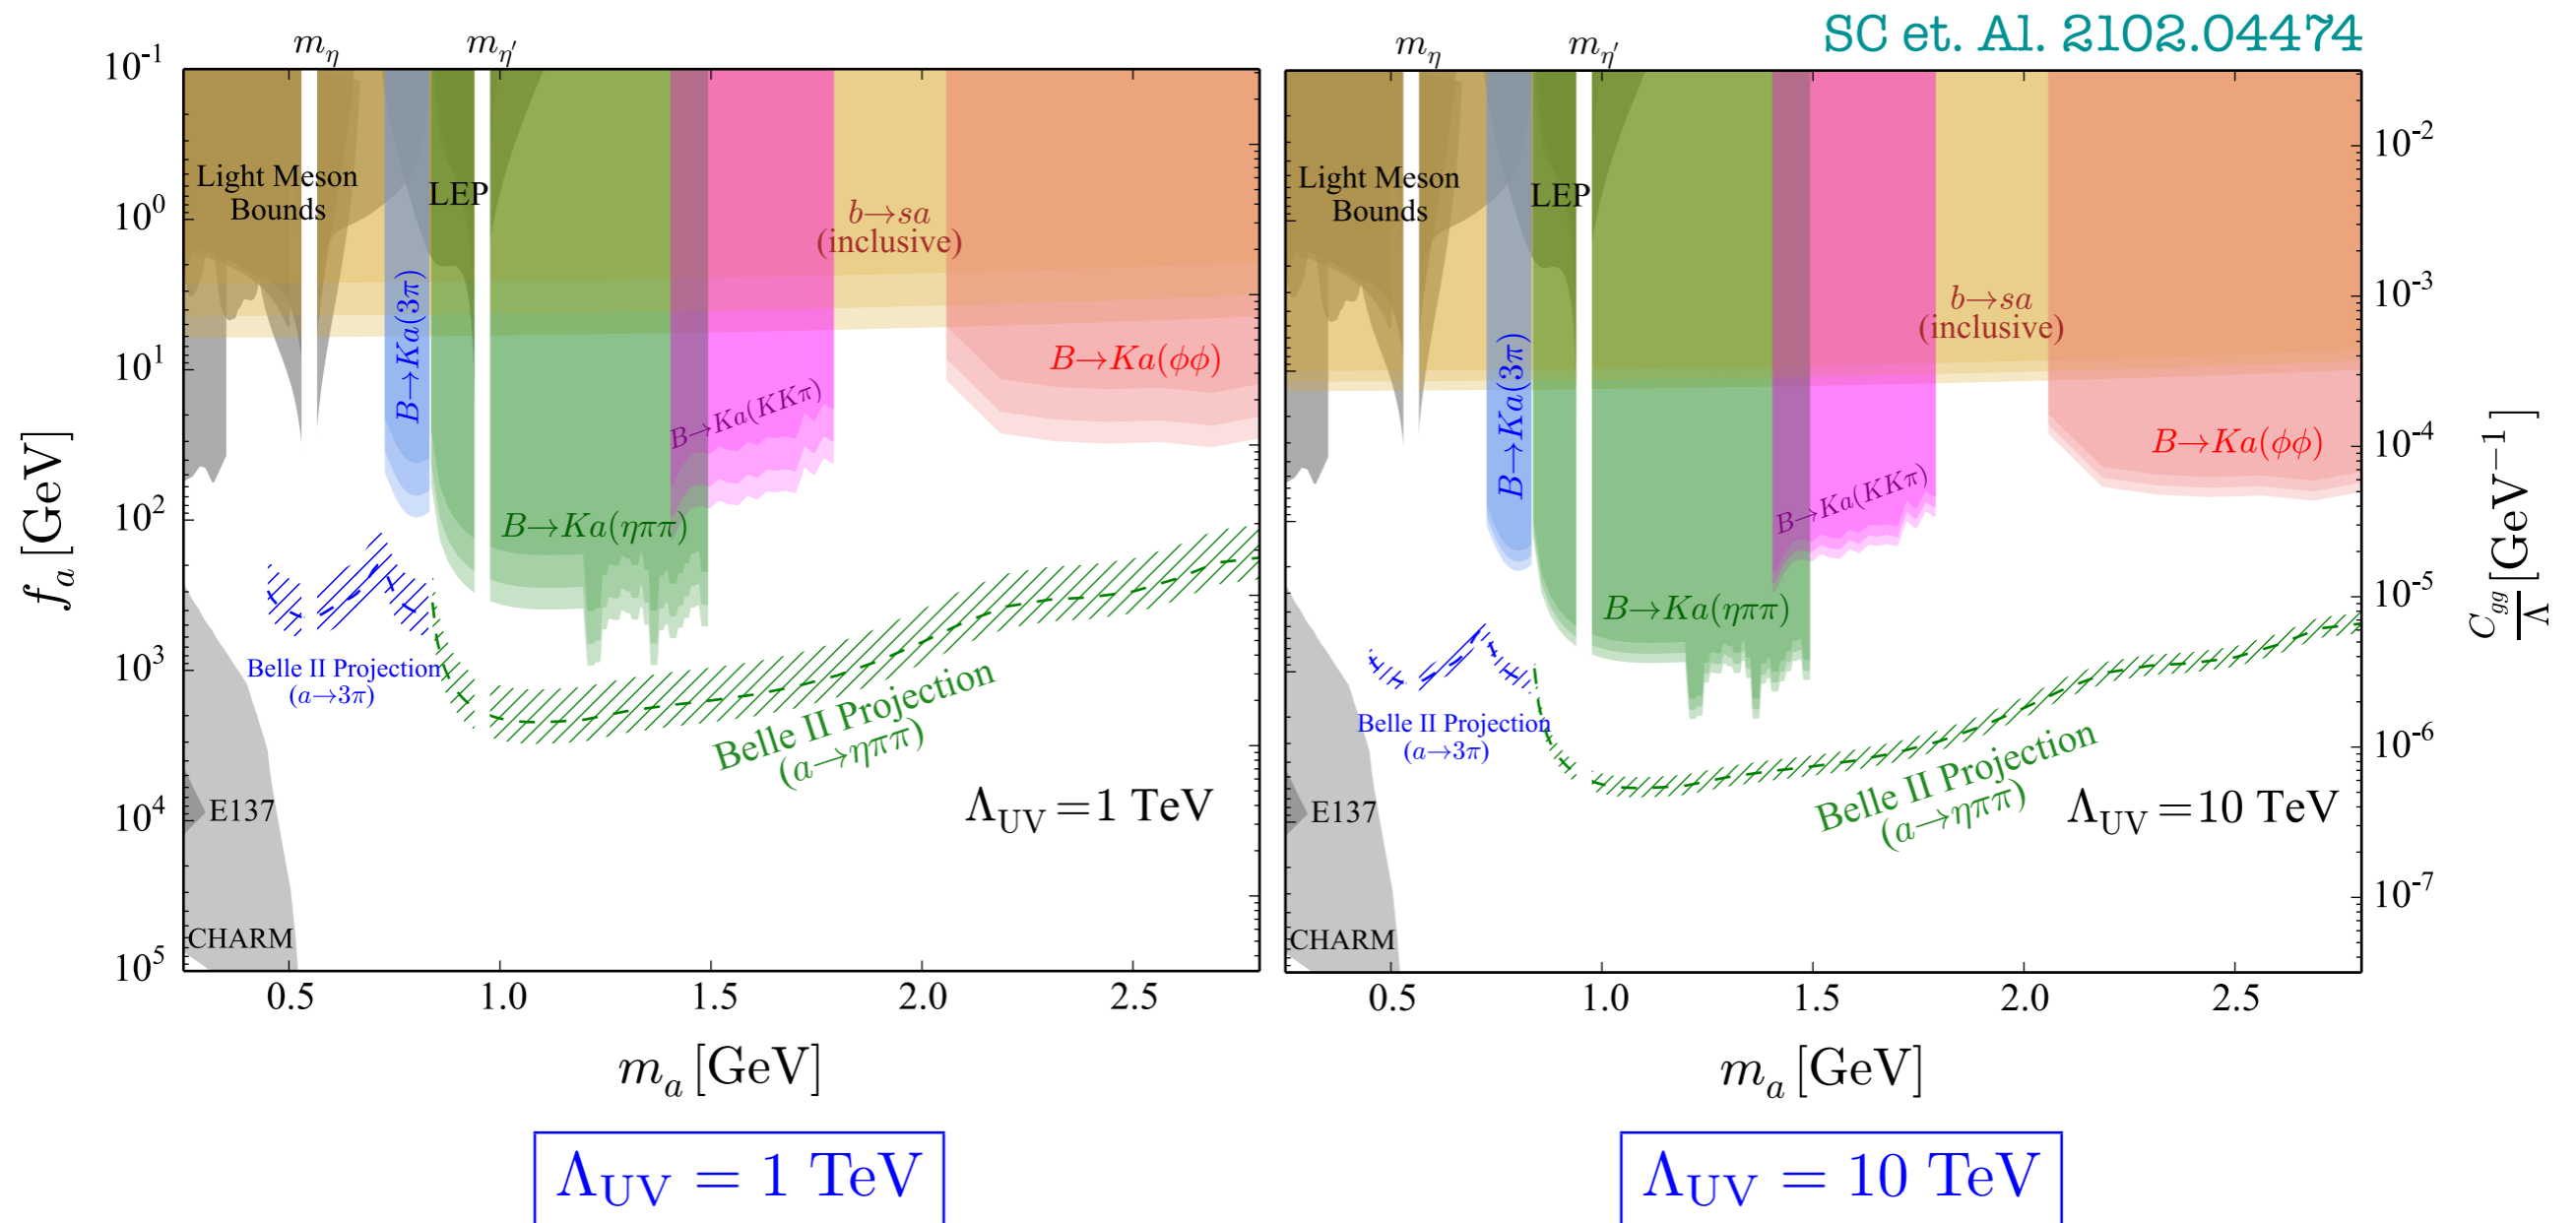 SC et. Al. 2102.04474
m_η m_η′
10^-1
10^0
10^1
10^2
10^3
10^4
10^5
f_a [GeV]
Light Meson
Bounds
LEP
b→sa
(inclusive)
B→Ka(3π)
B→Ka(ϕϕ)
B→Ka(KKπ)
B→Ka(ηππ)
Belle II Projection
(a→3π)
Belle II Projection
(a→ηππ)
E137
Λ_UV = 1 TeV
CHARM
0.5 1.0 1.5 2.0 2.5
m_a [GeV]
Λ_UV = 1 TeV
m_η m_η′
Light Meson
Bounds
LEP
b→sa
(inclusive)
B→Ka(3π)
B→Ka(ϕϕ)
B→Ka(KKπ)
B→Ka(ηππ)
Belle II Projection
(a→3π)
Belle II Projection
(a→ηππ)
E137
Λ_UV = 10 TeV
CHARM
10^-2
10^-3
10^-4
10^-5
10^-6
10^-7
C_gg/Λ [GeV^-1]
0.5 1.0 1.5 2.0 2.5
m_a [GeV]
Λ_UV = 10 TeV